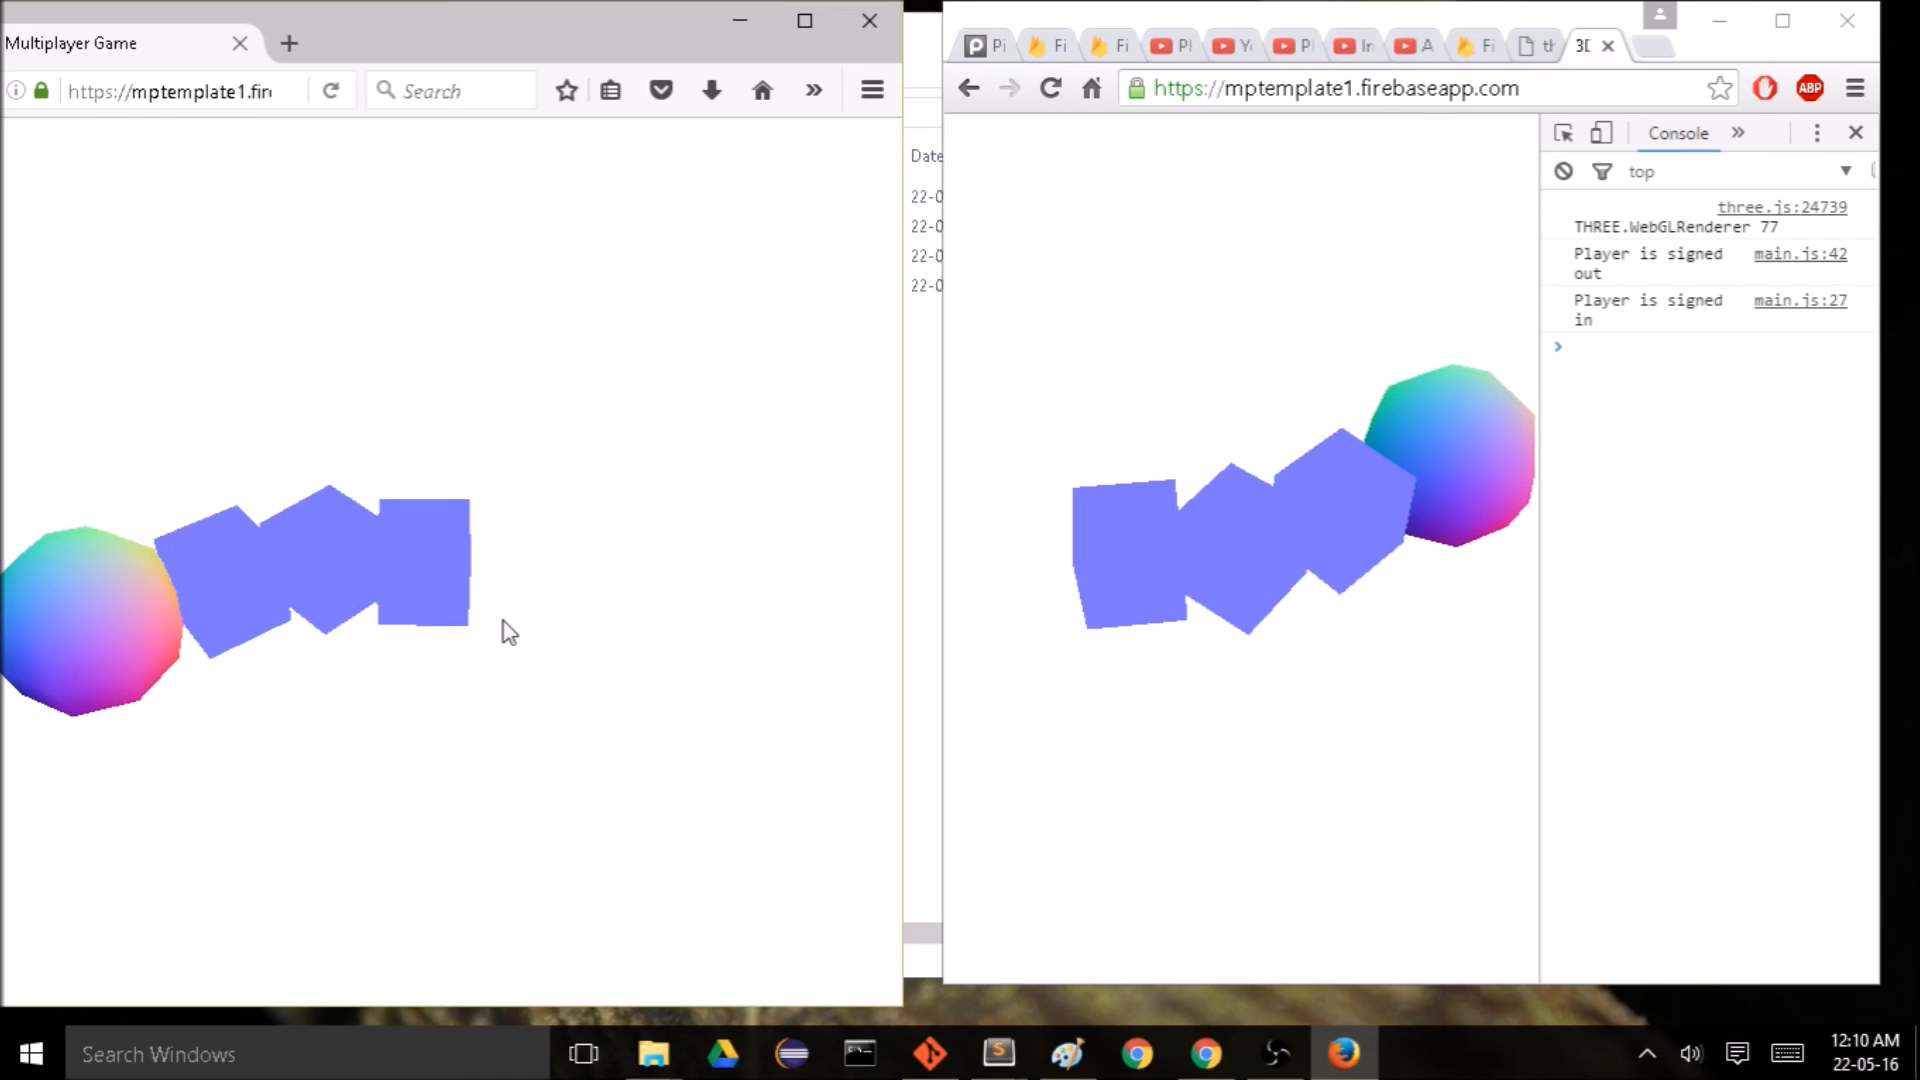 Multiplayer Game
https://mptemplate1.fir
Search
Date
22-0
22-0
22-0
22-0
Pi
Fi
Fi
Pl
Yo
Pl
In
A
Fi
th
3D
https://mptemplate1.firebaseapp.com
ABP
Console
top
three.js:24739
THREE.WebGLRenderer 77
Player is signed out main.js:42
Player is signed in main.js:27
Search Windows
12:10 AM
22-05-16